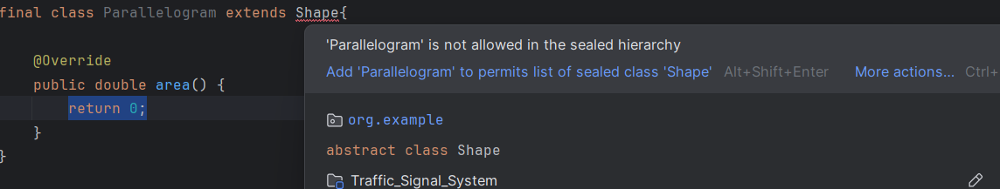 final class Parallelogram extends Shape{
'Parallelogram' is not allowed in the sealed hierarchy
Add 'Parallelogram' to permits list of sealed class 'Shape' Alt+Shift+Enter More actions... Ctrl+
@Override
public double area() {
return 0;
}
}
org.example
abstract class Shape
Traffic_Signal_System